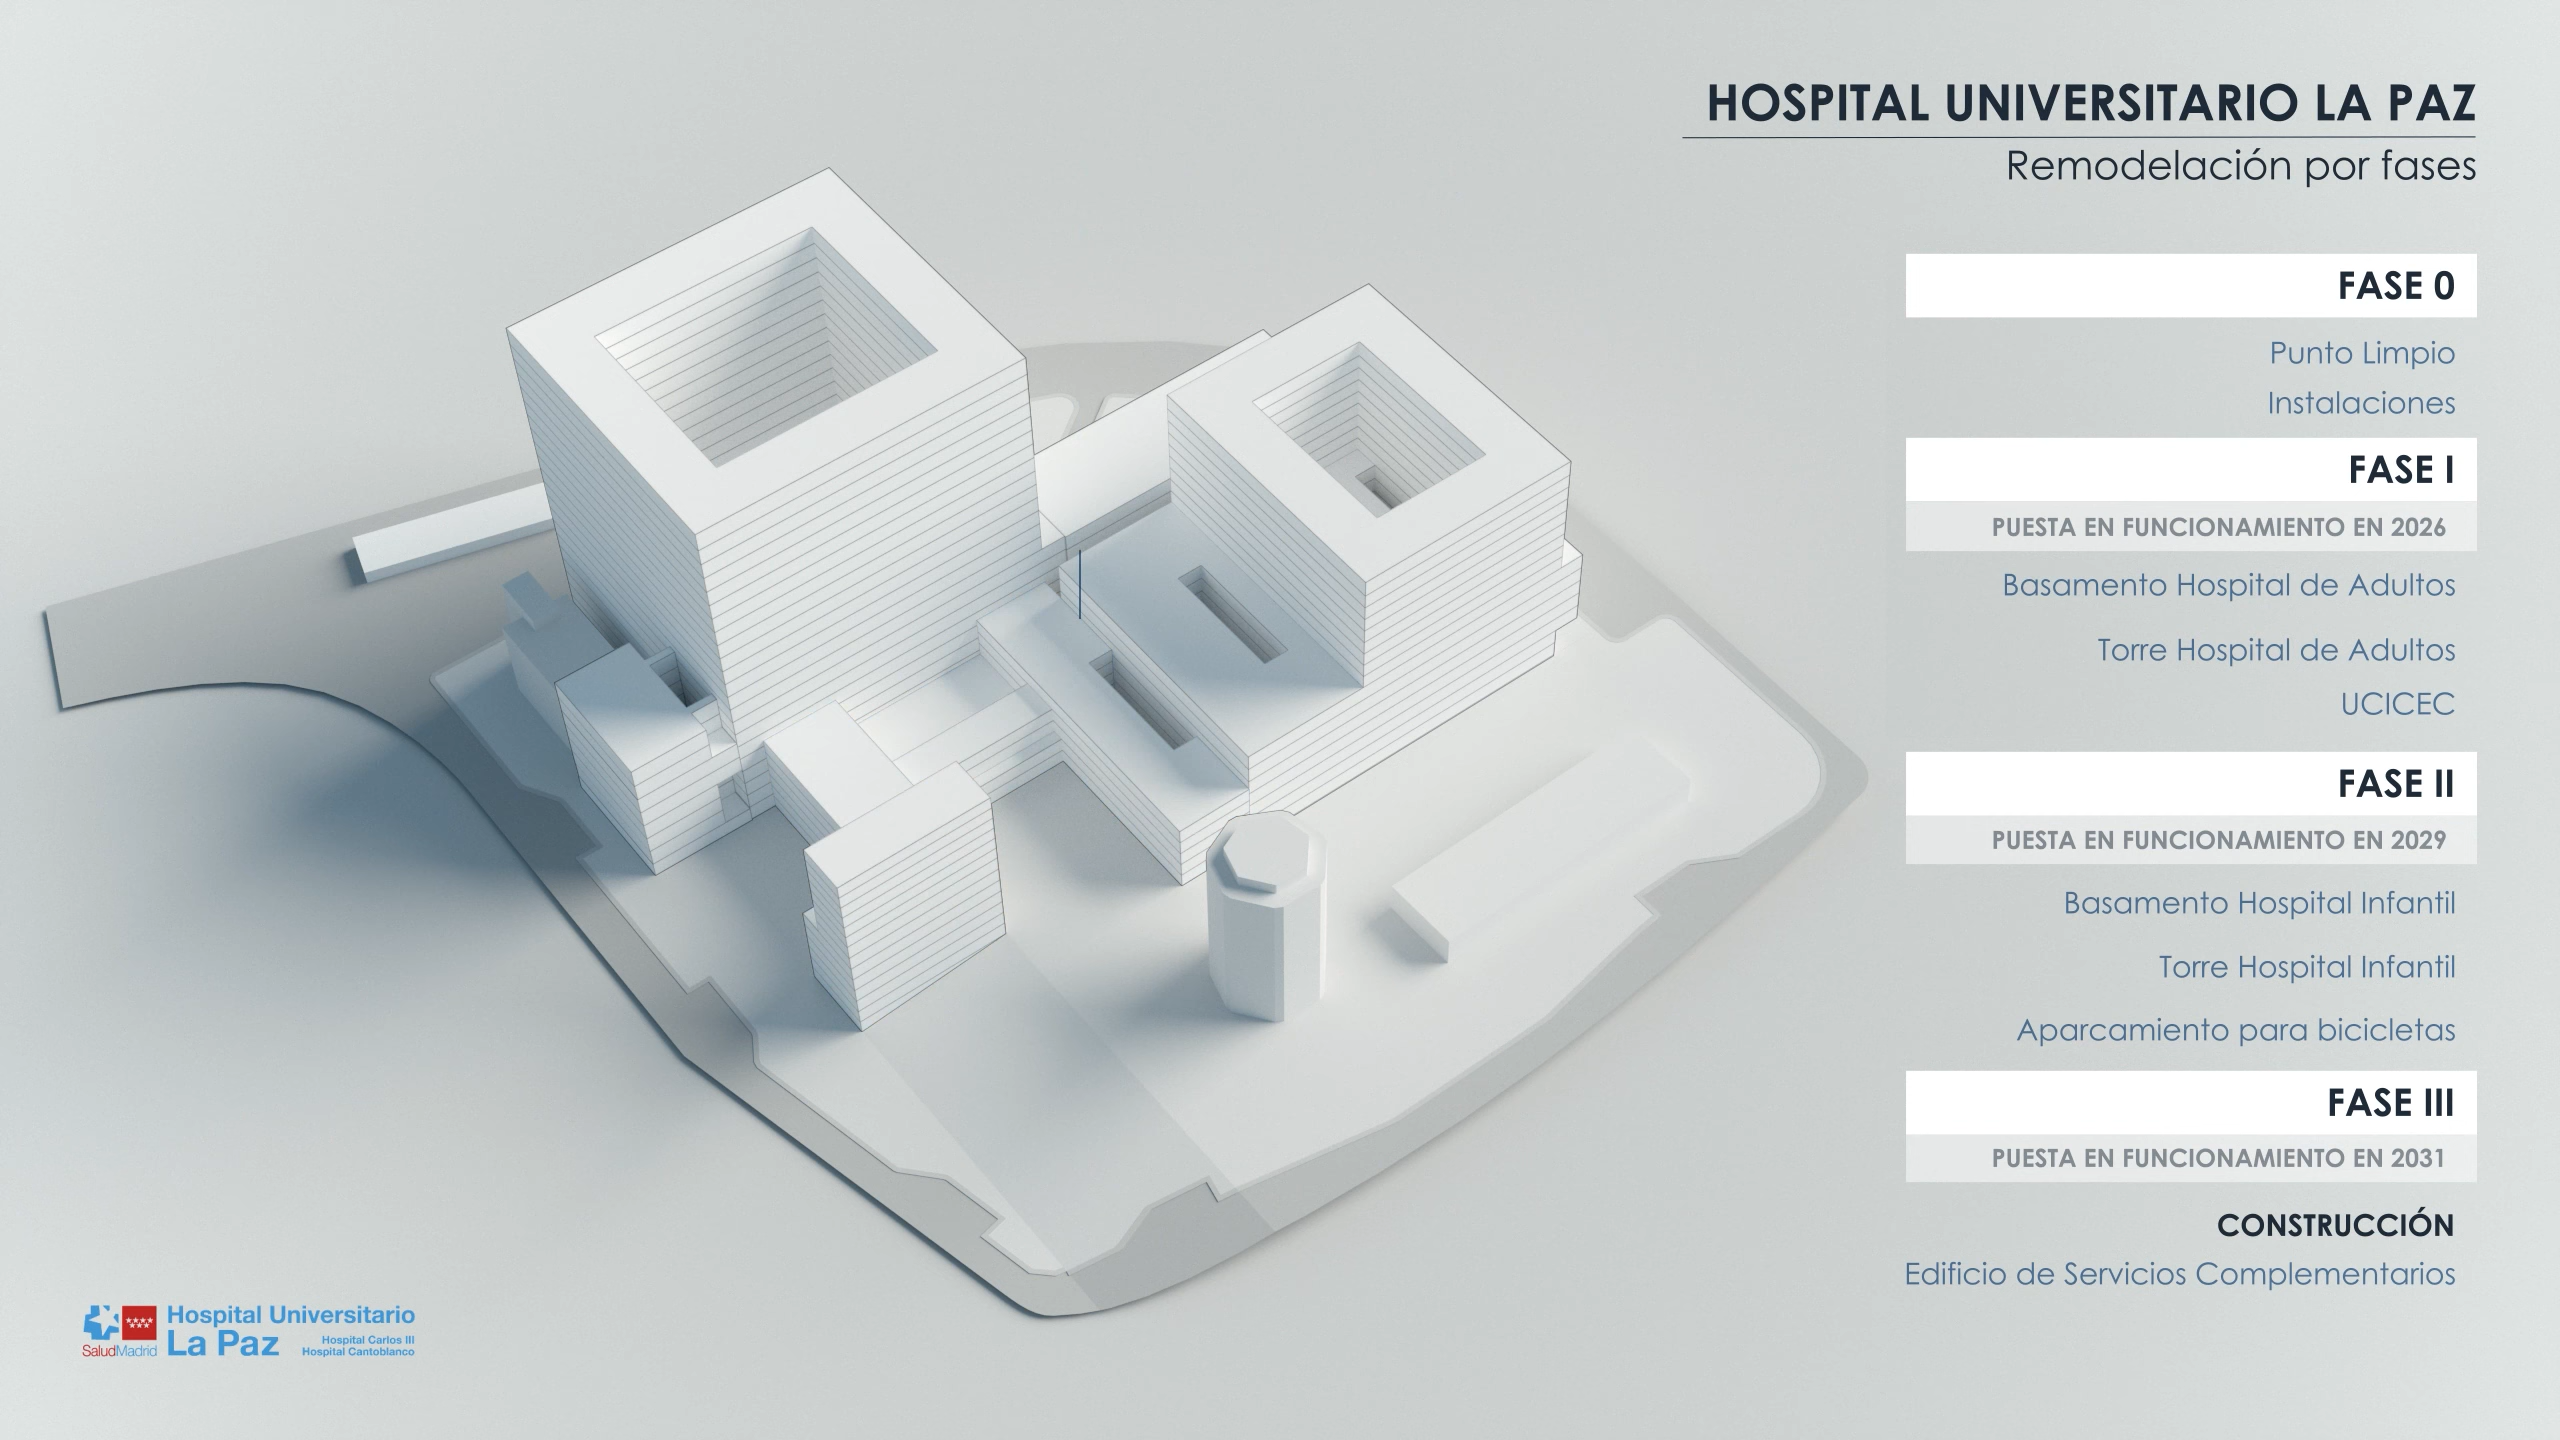 HOSPITAL UNIVERSITARIO LA PAZ
Remodelación por fases
FASE 0
Punto Limpio
Instalaciones
FASE I
PUESTA EN FUNCIONAMIENTO EN 2026
Basamento Hospital de Adultos
Torre Hospital de Adultos
UCICEC
FASE II
PUESTA EN FUNCIONAMIENTO EN 2029
Basamento Hospital Infantil
Torre Hospital Infantil
Aparcamiento para bicicletas
FASE III
PUESTA EN FUNCIONAMIENTO EN 2031
CONSTRUCCIÓN
Edificio de Servicios Complementarios
SaludMadrid
Hospital Universitario
La Paz
Hospital Carlos III
Hospital Cantoblanco